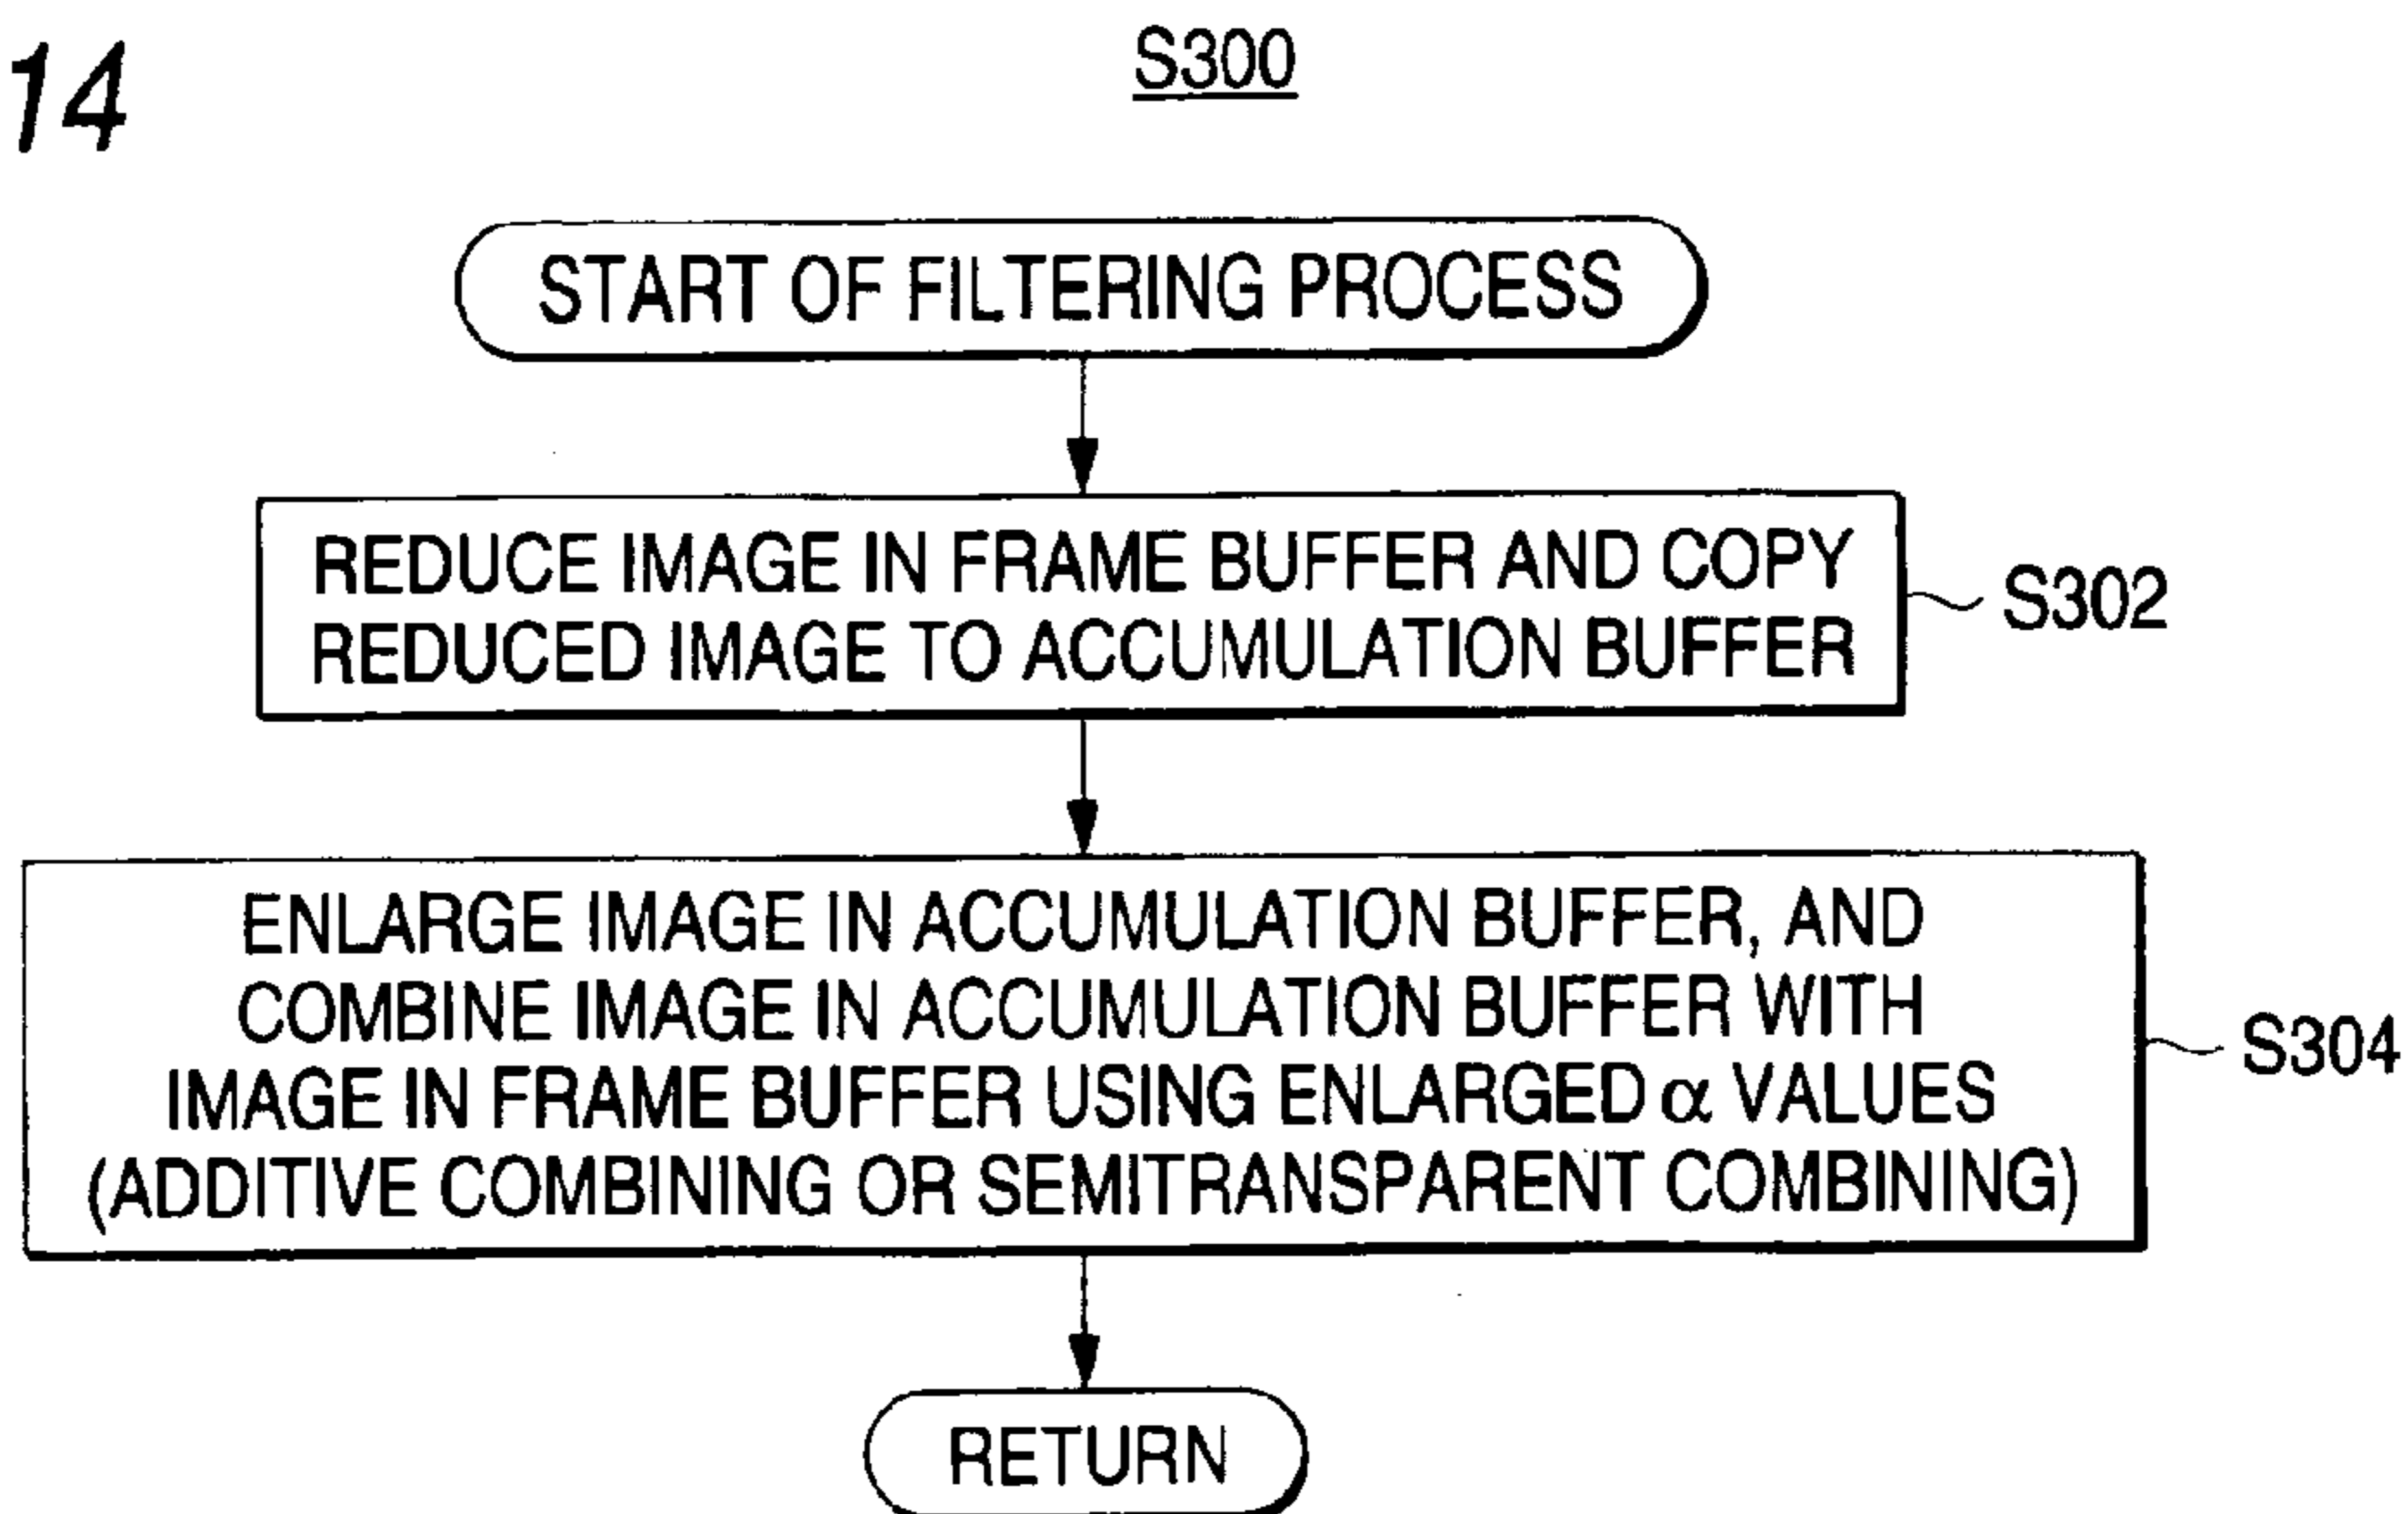 14
S300
START OF FILTERING PROCESS
REDUCE IMAGE IN FRAME BUFFER AND COPY
REDUCED IMAGE TO ACCUMULATION BUFFER
S302
ENLARGE IMAGE IN ACCUMULATION BUFFER, AND
COMBINE IMAGE IN ACCUMULATION BUFFER WITH
IMAGE IN FRAME BUFFER USING ENLARGED α VALUES
(ADDITIVE COMBINING OR SEMITRANSPARENT COMBINING)
S304
RETURN